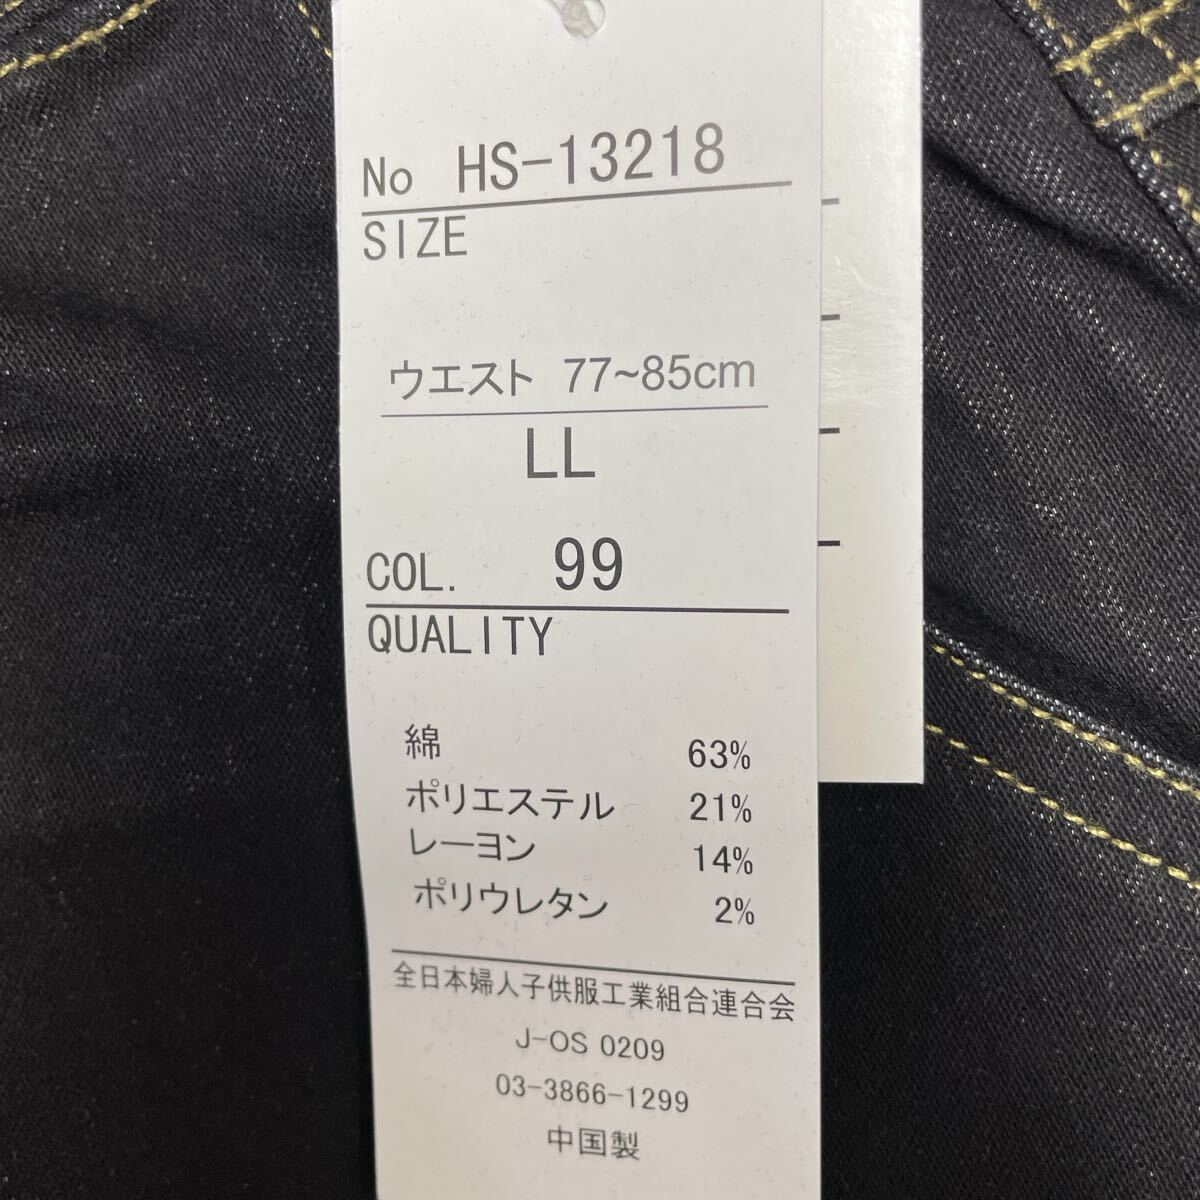 No HS-13218
SIZE
ウエスト 77~85cm
LL
COL. 99
QUALITY
綿 63%
ポリエステル 21%
レーヨン 14%
ポリウレタン 2%
全日本婦人子供服工業組合連合会
J-OS 0209
03-3866-1299
中国製